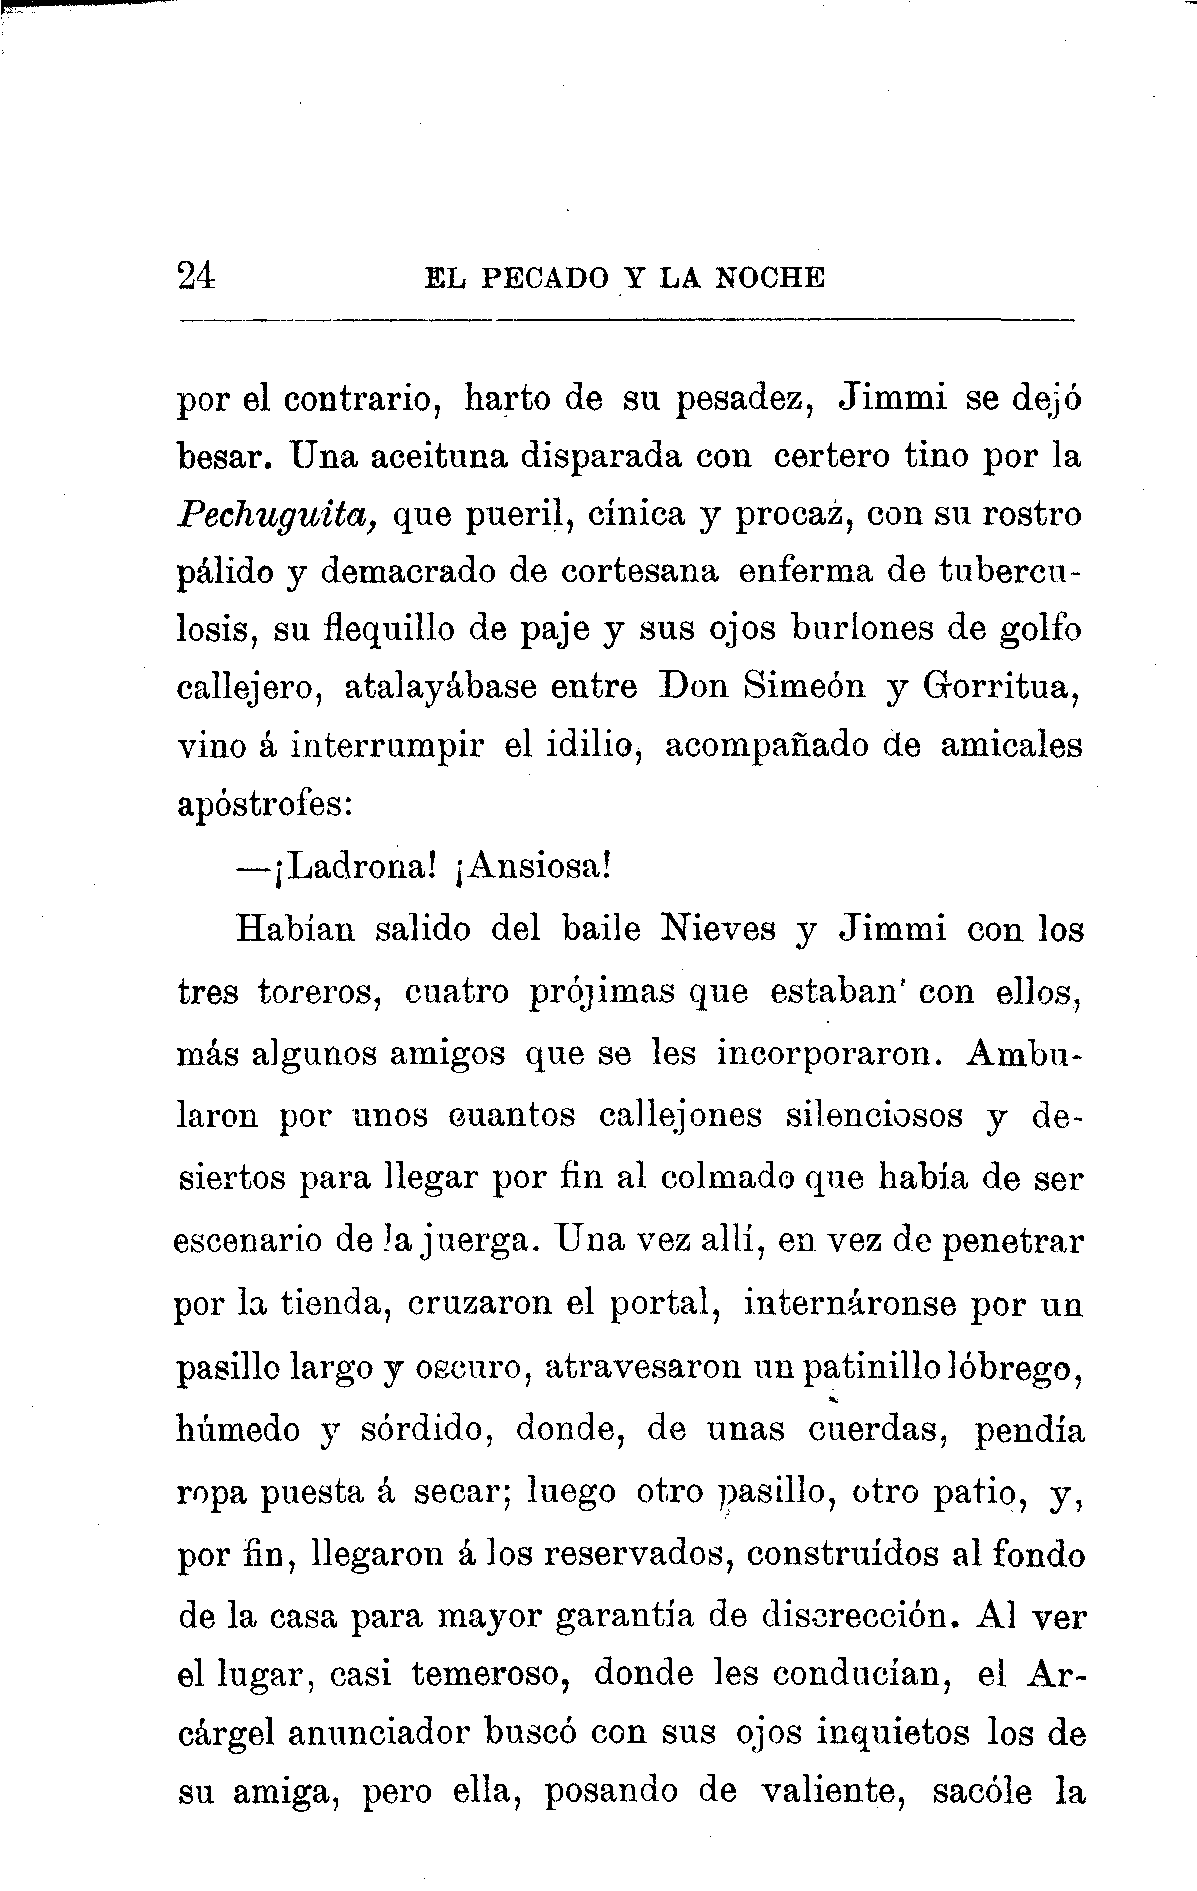 24 EL PECADO Y LA NOCHE
por el contrario, harto de su pesadez, Jimmi se dejó
besar. Una aceituna disparada con certero tino por la
Pechuguita, que pueril, cínica y procaz, con su rostro
pálido y demacrado de cortesana enferma de tubercu-
losis, su flequillo de paje y sus ojos burlones de golfo
callejero, atalayábase entre Don Simeón y Gorritua,
vino á interrumpir el idilio, acompañado de amicales
apóstrofes:
—¡Ladrona! ¡Ansiosa!
Habían salido del baile Nieves y Jimmi con los
tres toreros, cuatro prójimas que estaban con ellos,
más algunos amigos que se les incorporaron. Ambu-
laron por unos cuantos callejones silenciosos y de-
siertos para llegar por fin al colmado que había de ser
escenario de la juerga. Una vez allí, en vez de penetrar
por la tienda, cruzaron el portal, internáronse por un
pasillo largo y oscuro, atravesaron un patinillo lóbrego,
húmedo y sórdido, donde, de unas cuerdas, pendía
ropa puesta á secar; luego otro pasillo, otro patio, y,
por fin, llegaron á los reservados, construídos al fondo
de la casa para mayor garantía de discrección. Al ver
el lugar, casi temeroso, donde les conducían, el Ar-
cárgel anunciador buscó con sus ojos inquietos los de
su amiga, pero ella, posando de valiente, sacóle la